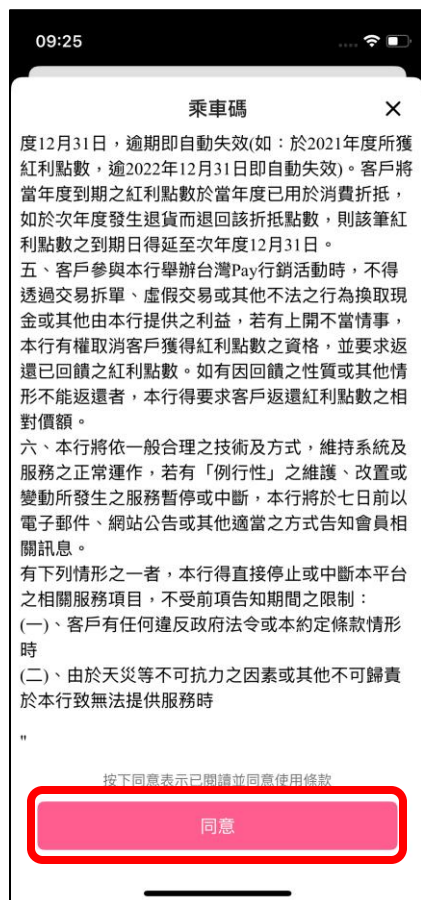 09:25
乘車碼
度12月31日，逾期即自動失效(如：於2021年度所獲
紅利點數，逾2022年12月31日即自動失效)。客戶將
當年度到期之紅利點數於當年度已用於消費折抵，
如於次年度發生退貨而退回該折抵點數，則該筆紅
利點數之到期日得延至次年度12月31日。
五、客戶參與本行舉辦台灣Pay行銷活動時，不得
透過交易拆單、虛假交易或其他不法之行為換取現
金或其他由本行提供之利益，若有上開不當情事，
本行有權取消客戶獲得紅利點數之資格，並要求返
還已回饋之紅利點數。如有因回饋之性質或其他情
形不能返還者，本行得要求客戶返還紅利點數之相
對價額。
六、本行將依一般合理之技術及方式，維持系統及
服務之正常運作，若有「例行性」之維護、改置或
變動所發生之服務暫停或中斷，本行將於七日前以
電子郵件、網站公告或其他適當之方式告知會員相
關訊息。
有下列情形之一者，本行得直接停止或中斷本平台
之相關服務項目，不受前項告知期間之限制：
(一)、客戶有任何違反政府法令或本約定條款情形
時
(二)、由於天災等不可抗力之因素或其他不可歸責
於本行致無法提供服務時
"
按下同意表示已閱讀並同意使用條款
同意